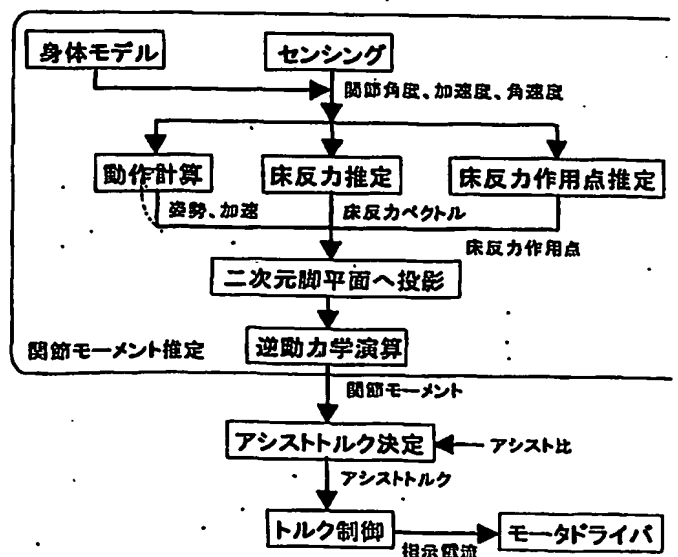 身体モデル
センシング
関節角度、加速度、角速度
動作計算
床反力推定
床反力作用点推定
姿勢、加速
床反力ベクトル
床反力作用点
二次元脚平面へ投影
逆動力学演算
関節モーメント推定
関節モーメント
アシストトルク決定
アシスト比
アシストトルク
トルク制御
モータドライバ
指示電流